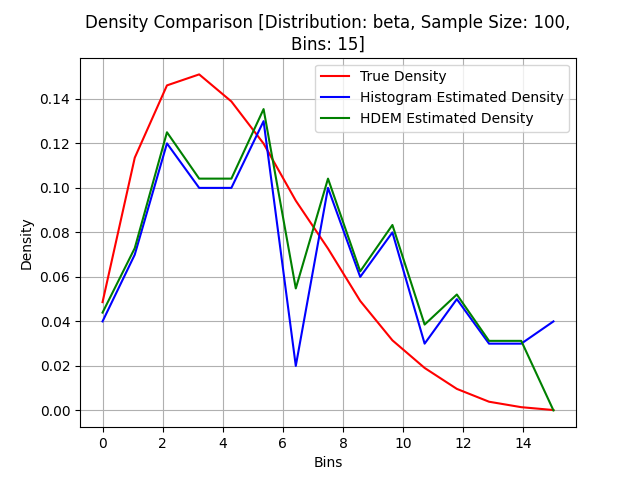 Density Comparison [Distribution: beta, Sample Size: 100,
Bins: 15]
True Density
Histogram Estimated Density
HDEM Estimated Density
Density
0.14
0.12
0.10
0.08
0.06
0.04
0.02
0.00
0 2 4 6 8 10 12 14
Bins